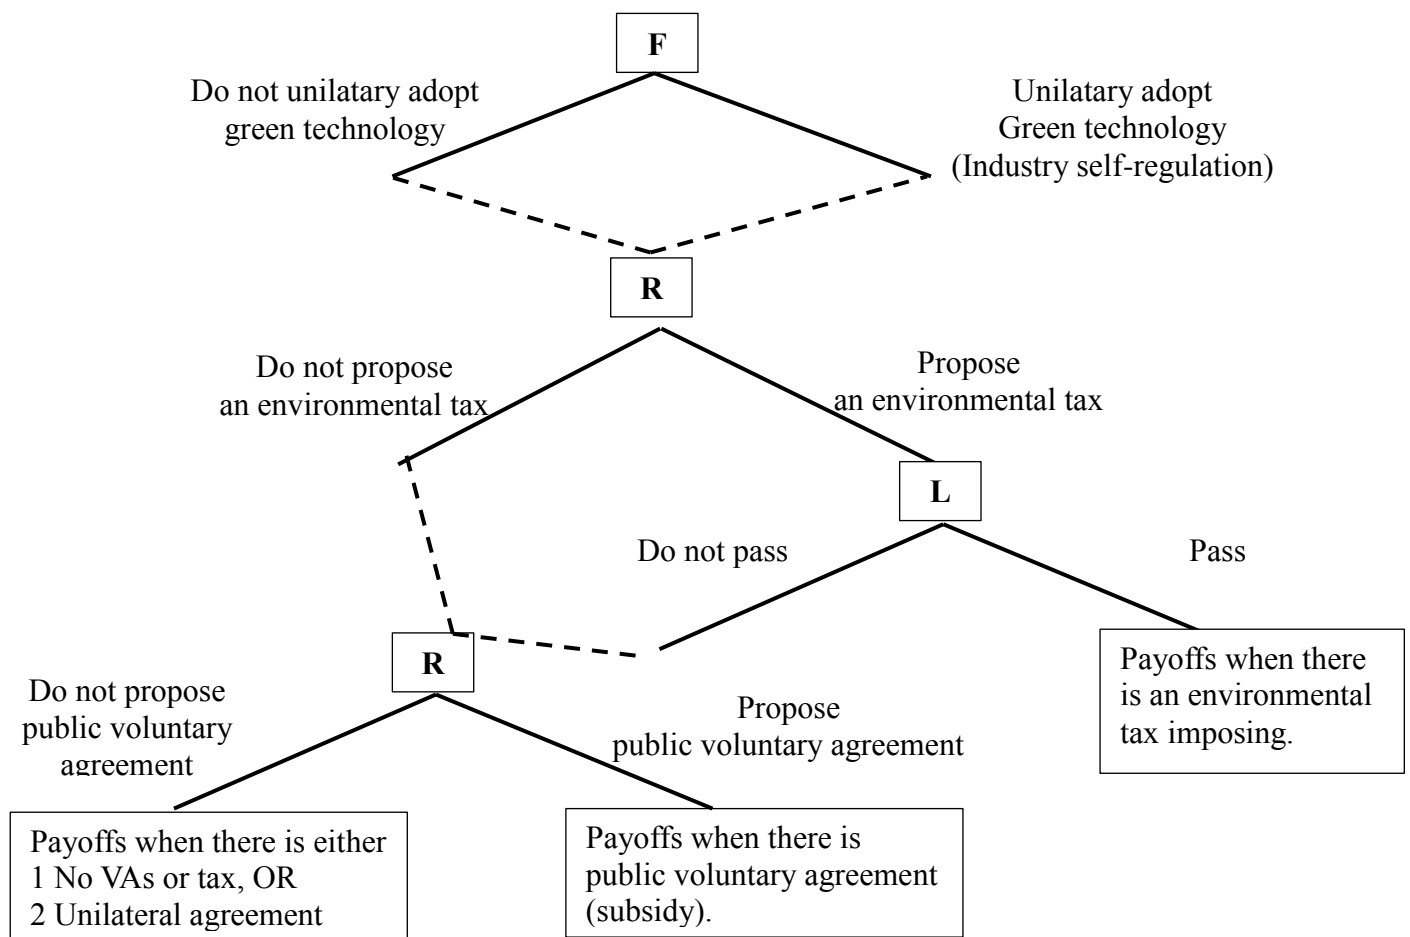 F
Do not unilatary adopt
green technology
Unilatary adopt
Green technology
(Industry self-regulation)
R
Do not propose
an environmental tax
Propose
an environmental tax
L
Do not pass
Pass
R
Do not propose
public voluntary
agreement
Propose
public voluntary agreement
Payoffs when there
is an environmental
tax imposing.
Payoffs when there is either
1 No VAs or tax, OR
2 Unilateral agreement
Payoffs when there is
public voluntary agreement
(subsidy).